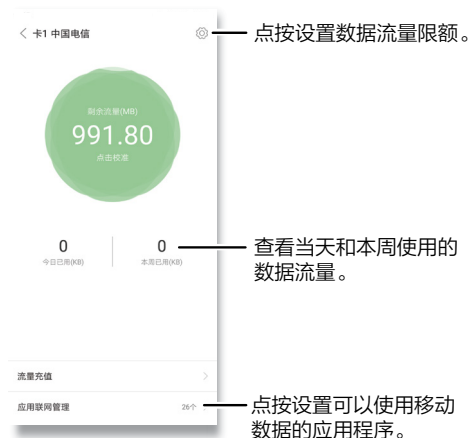 卡1 中国电信
点按设置数据流量限额。
剩余流量(MB)
991.80
点击校准
0
今日已用(KB)
0
本周已用(KB)
查看当天和本周使用的
数据流量。
流量充值
应用联网管理
26个
点按设置可以使用移动
数据的应用程序。